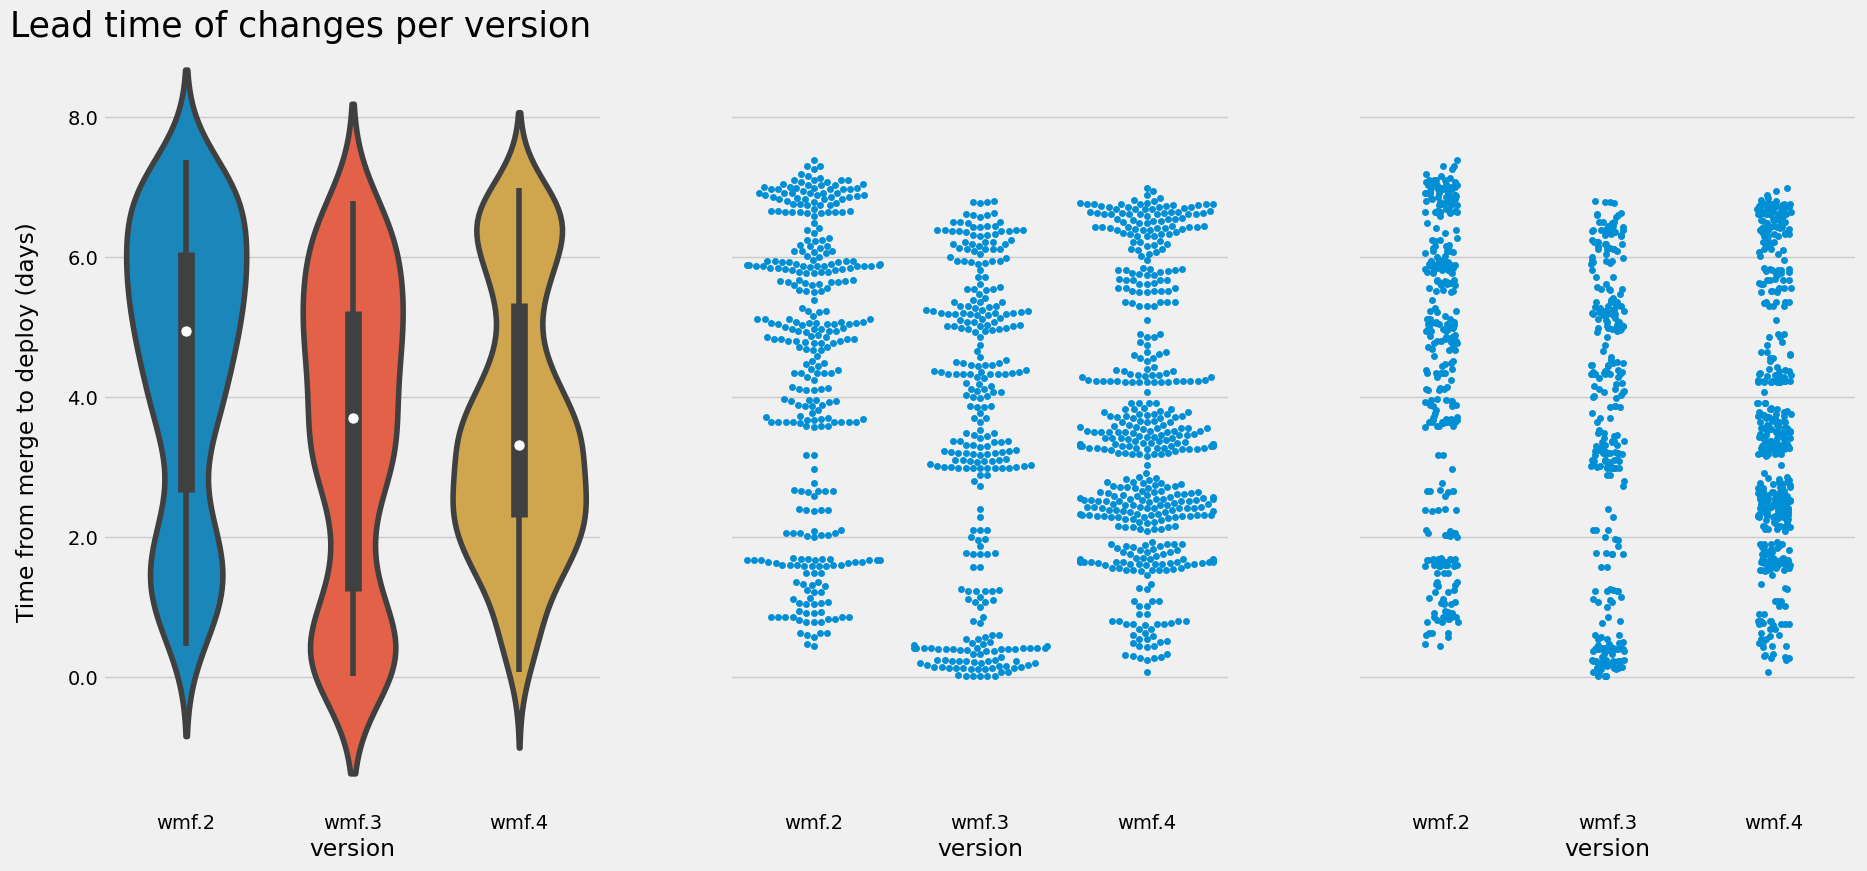 Lead time of changes per version
Time from merge to deploy (days)
8.0
6.0
4.0
2.0
0.0
wmf.2 wmf.3 wmf.4
version
wmf.2 wmf.3 wmf.4
version
wmf.2 wmf.3 wmf.4
version